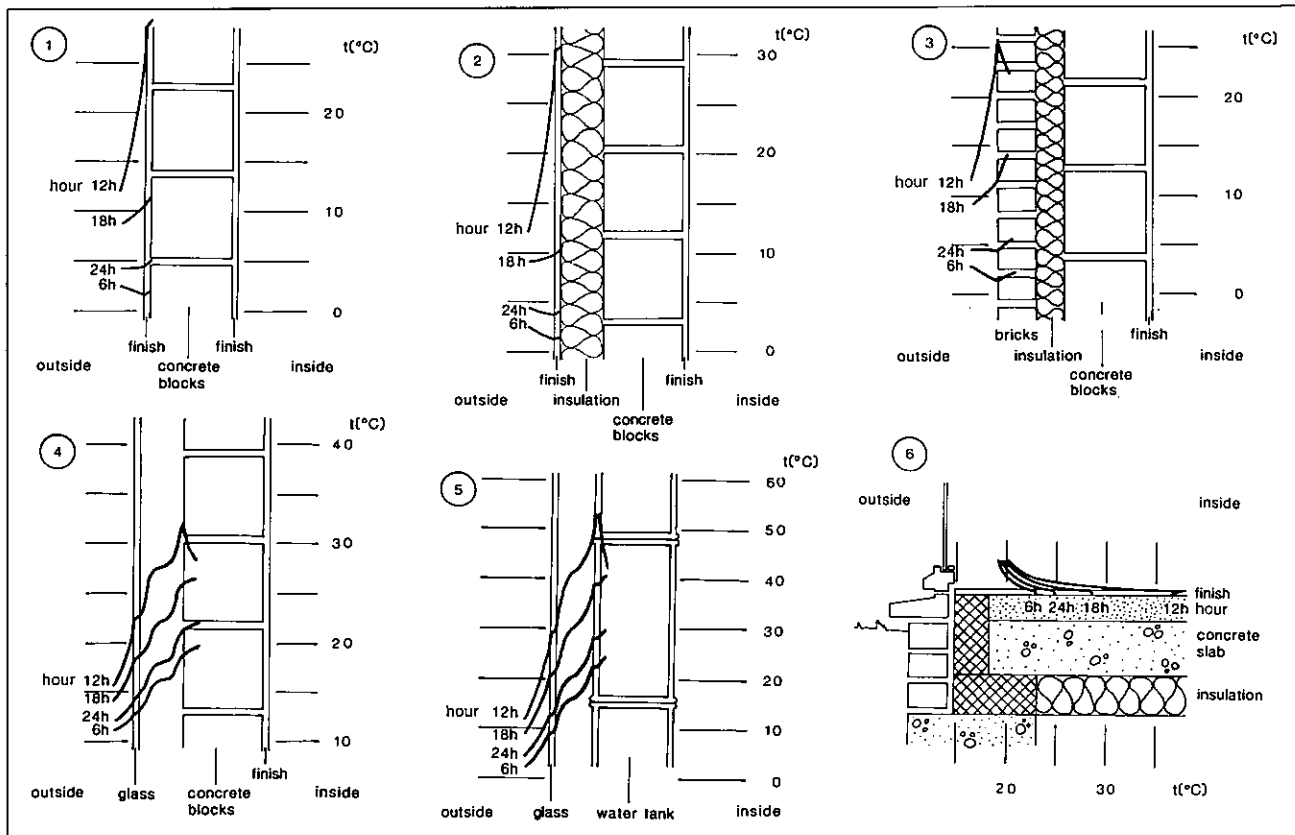 1
t(°C)
20
10
0
hour 12h
18h
24h
6h
finish
finish
outside
concrete
blocks
inside
2
t(°C)
30
20
10
0
hour 12h
18h
24h
6h
finish
finish
outside
insulation
inside
concrete
blocks
3
t(°C)
20
10
0
hour 12h
18h
24h
6h
bricks
finish
outside
insulation
inside
concrete
blocks
4
t(°C)
40
30
20
10
hour 12h
18h
24h
6h
finish
outside
glass
concrete
blocks
inside
5
t(°C)
60
50
40
30
20
10
0
hour 12h
18h
24h
6h
outside
glass
water tank
inside
6
outside
inside
finish
6h 24h 18h 12h hour
concrete
slab
insulation
20 30 t(°C)